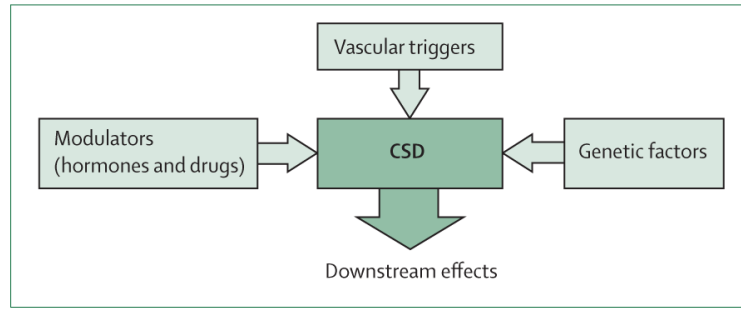 Vascular triggers
Modulators
(hormones and drugs)
CSD
Genetic factors
Downstream effects